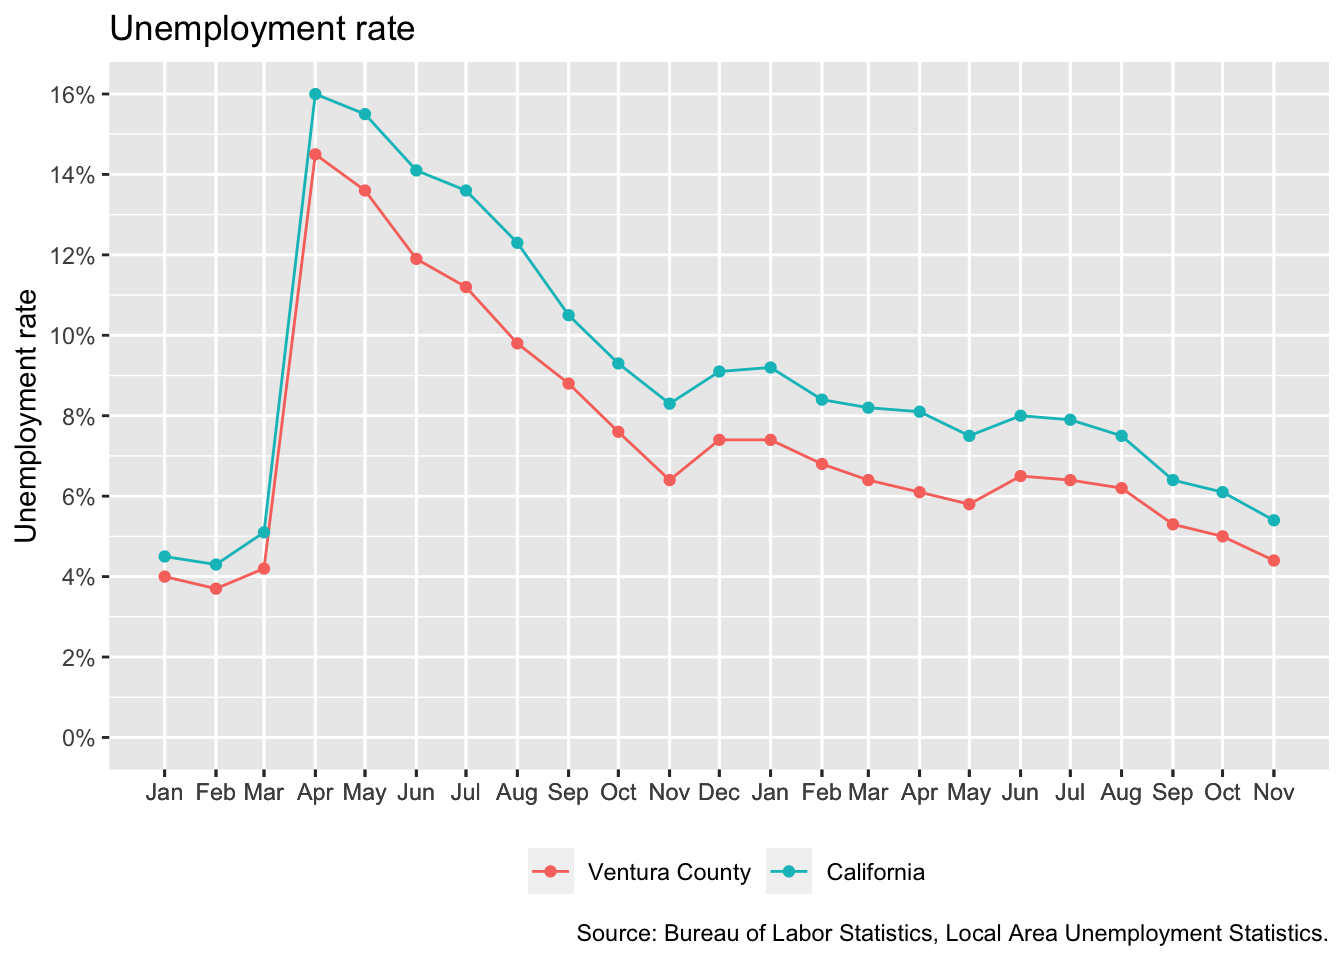 Unemployment rate
Unemployment rate
16%
14%
12%
10%
8%
6%
4%
2%
0%
Jan Feb Mar Apr May Jun Jul Aug Sep Oct Nov Dec Jan Feb Mar Apr May Jun Jul Aug Sep Oct Nov
Ventura County California
Source: Bureau of Labor Statistics, Local Area Unemployment Statistics.